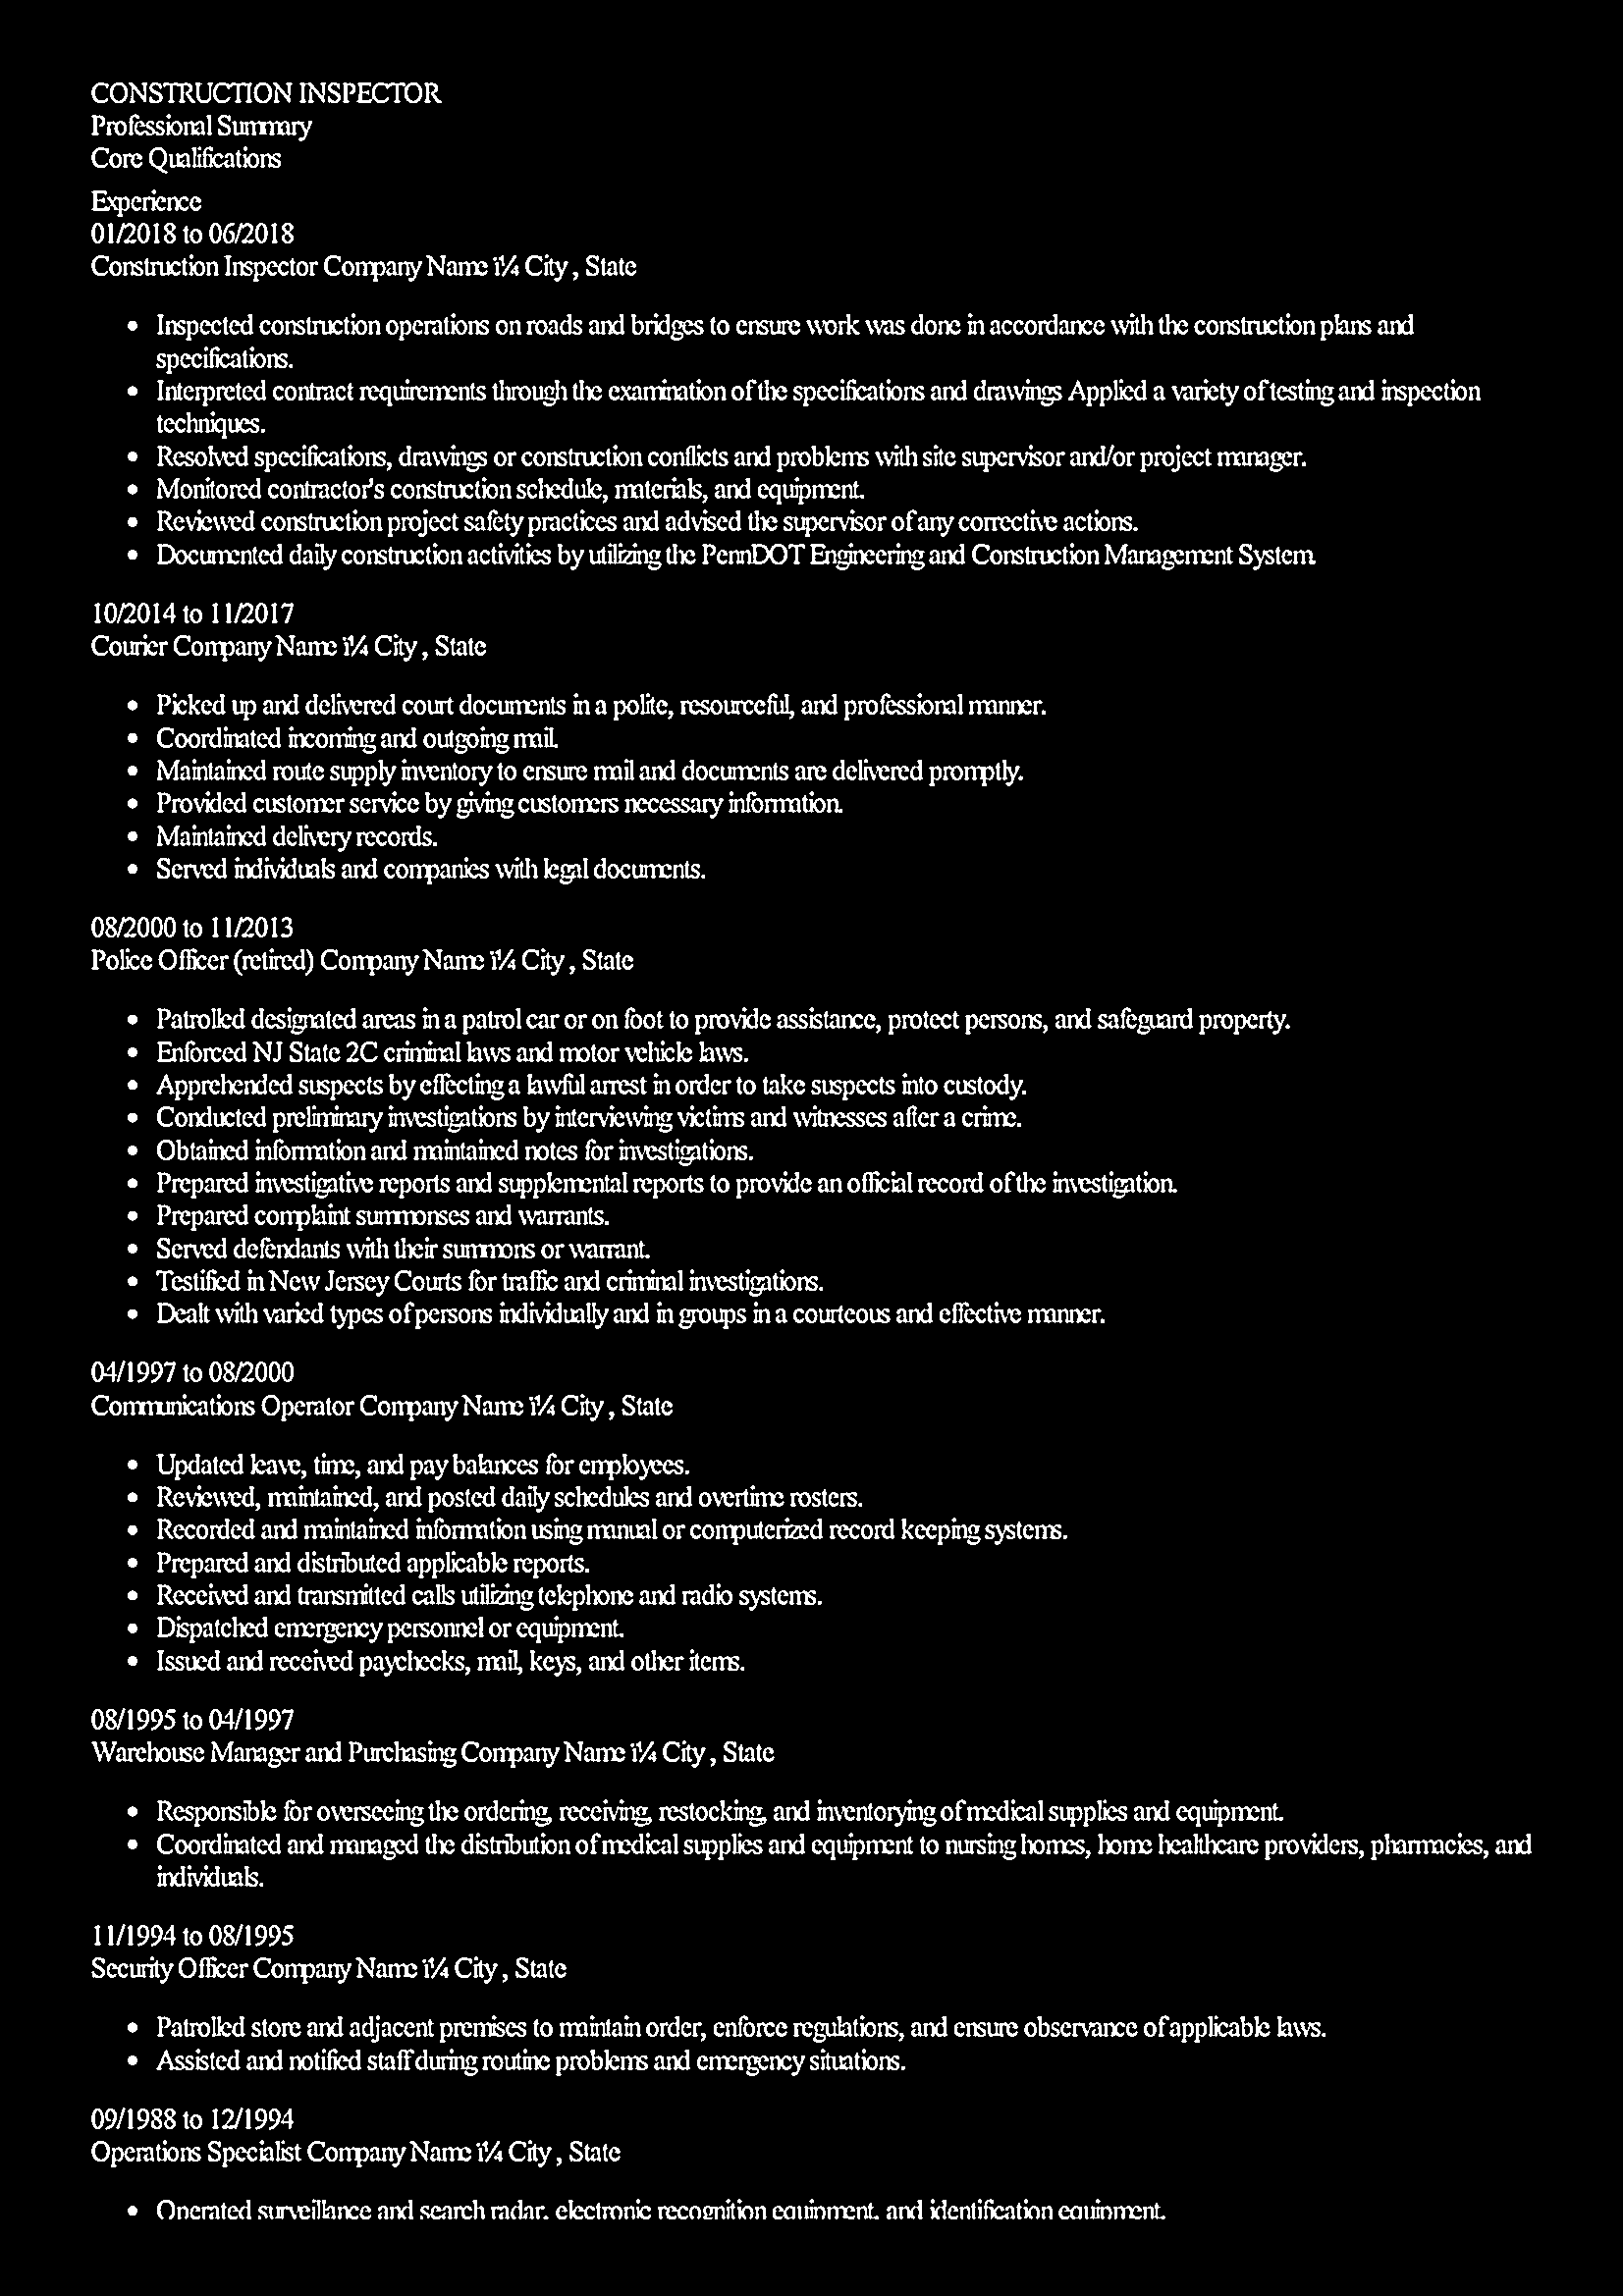 CONSTRUCTION INSPECTOR
Professional Summary
Core Qualifications
Experience
01/2018 to 06/2018
Construction Inspector Company Name ï¼ City , State
• Inspected construction operations on roads and bridges to ensure work was done in accordance with the construction plans and
specifications.
• Interpreted contract requirements through the examination of the specifications and drawings Applied a variety of testing and inspection
techniques.
• Resolved specifications, drawings or construction conflicts and problems with site supervisor and/or project manager.
• Monitored contractor's construction schedule, materials, and equipment.
• Reviewed construction project safety practices and advised the supervisor of any corrective actions.
• Documented daily construction activities by utilizing the PennDOT Engineering and Construction Management System.
10/2014 to 11/2017
Courier Company Name ï¼ City , State
• Picked up and delivered court documents in a polite, resourceful, and professional manner.
• Coordinated incoming and outgoing mail.
• Maintained route supply inventory to ensure mail and documents are delivered promptly.
• Provided customer service by giving customers necessary information.
• Maintained delivery records.
• Served individuals and companies with legal documents.
08/2000 to 11/2013
Police Officer (retired) Company Name ï¼ City , State
• Patrolled designated areas in a patrol car or on foot to provide assistance, protect persons, and safeguard property.
• Enforced NJ State 2C criminal laws and motor vehicle laws.
• Apprehended suspects by effecting a lawful arrest in order to take suspects into custody.
• Conducted preliminary investigations by interviewing victims and witnesses after a crime.
• Obtained information and maintained notes for investigations.
• Prepared investigative reports and supplemental reports to provide an official record of the investigation.
• Prepared complaint summonses and warrants.
• Served defendants with their summons or warrant.
• Testified in New Jersey Courts for traffic and criminal investigations.
• Dealt with varied types of persons individually and in groups in a courteous and effective manner.
04/1997 to 08/2000
Communications Operator Company Name ï¼ City , State
• Updated leave, time, and pay balances for employees.
• Reviewed, maintained, and posted daily schedules and overtime rosters.
• Recorded and maintained information using manual or computerized record keeping systems.
• Prepared and distributed applicable reports.
• Received and transmitted calls utilizing telephone and radio systems.
• Dispatched emergency personnel or equipment.
• Issued and received paychecks, mail, keys, and other items.
08/1995 to 04/1997
Warehouse Manager and Purchasing Company Name ï¼ City , State
• Responsible for overseeing the ordering, receiving, restocking, and inventorying of medical supplies and equipment.
• Coordinated and managed the distribution of medical supplies and equipment to nursing homes, home healthcare providers, pharmacies, and
individuals.
11/1994 to 08/1995
Security Officer Company Name ï¼ City , State
• Patrolled store and adjacent premises to maintain order, enforce regulations, and ensure observance of applicable laws.
• Assisted and notified staff during routine problems and emergency situations.
09/1988 to 12/1994
Operations Specialist Company Name ï¼ City , State
• Operated surveillance and search radar, electronic recognition equipment, and identification equipment.